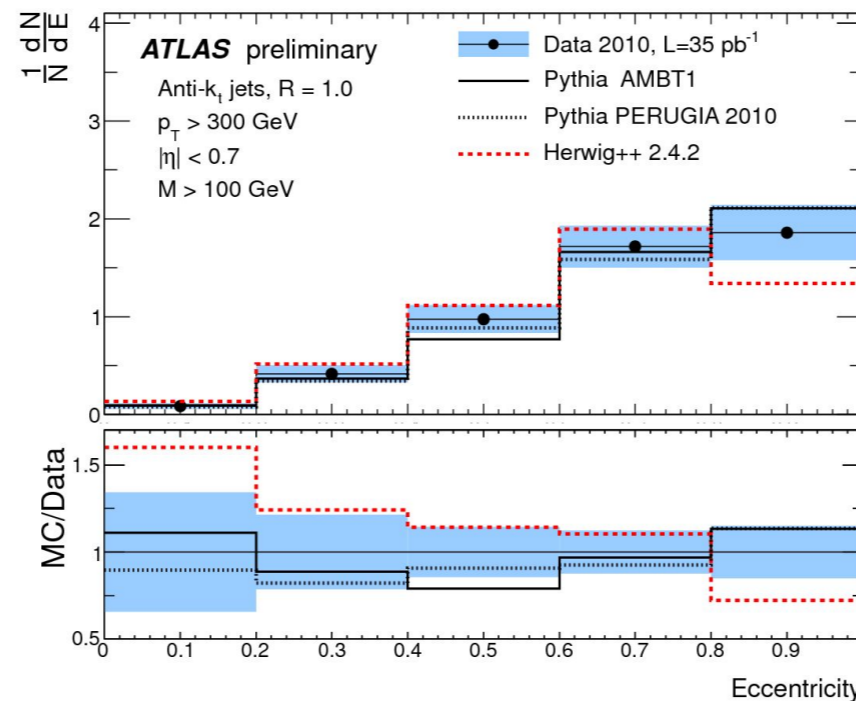 1/N dN/dE
4
3
2
1
0
ATLAS preliminary
Anti-kt jets, R = 1.0
pT > 300 GeV
|η| < 0.7
M > 100 GeV
Data 2010, L=35 pb-1
Pythia AMBT1
Pythia PERUGIA 2010
Herwig++ 2.4.2
MC/Data
1.5
1
0.5
0 0.1 0.2 0.3 0.4 0.5 0.6 0.7 0.8 0.9
Eccentricity